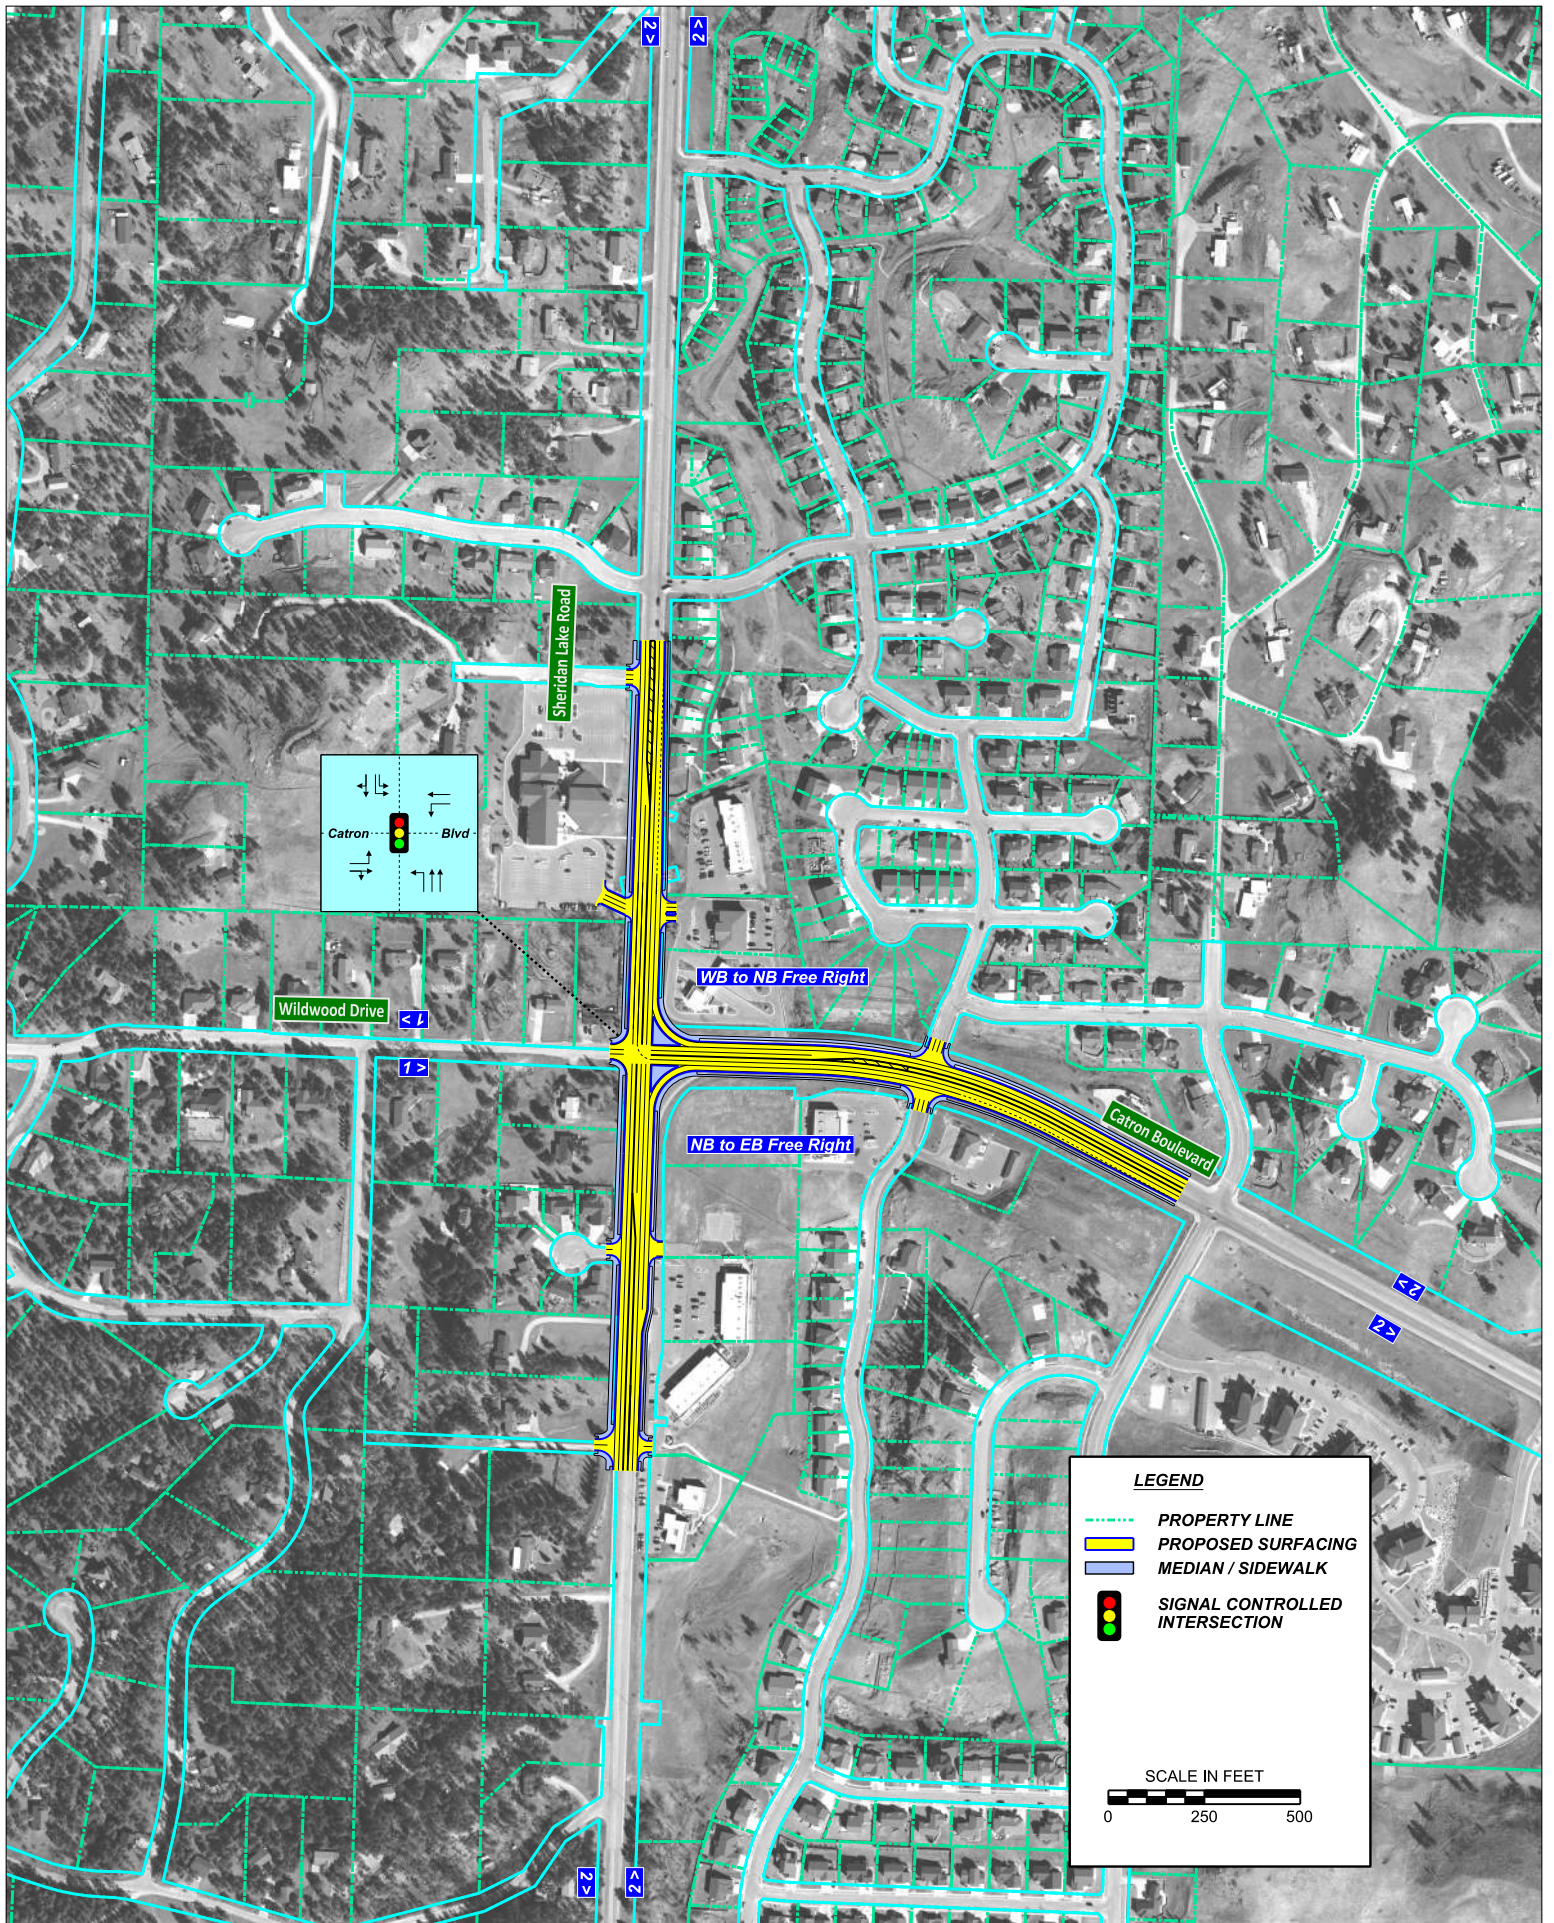 2 >
2 >
Sheridan Lake Road
Catron
Blvd
WB to NB Free Right
Wildwood Drive
1 >
1 >
Catron Boulevard
NB to EB Free Right
2 >
2 >
LEGEND
PROPERTY LINE
PROPOSED SURFACING
MEDIAN / SIDEWALK
SIGNAL CONTROLLED
INTERSECTION
SCALE IN FEET
0 250 500
2 >
2 >